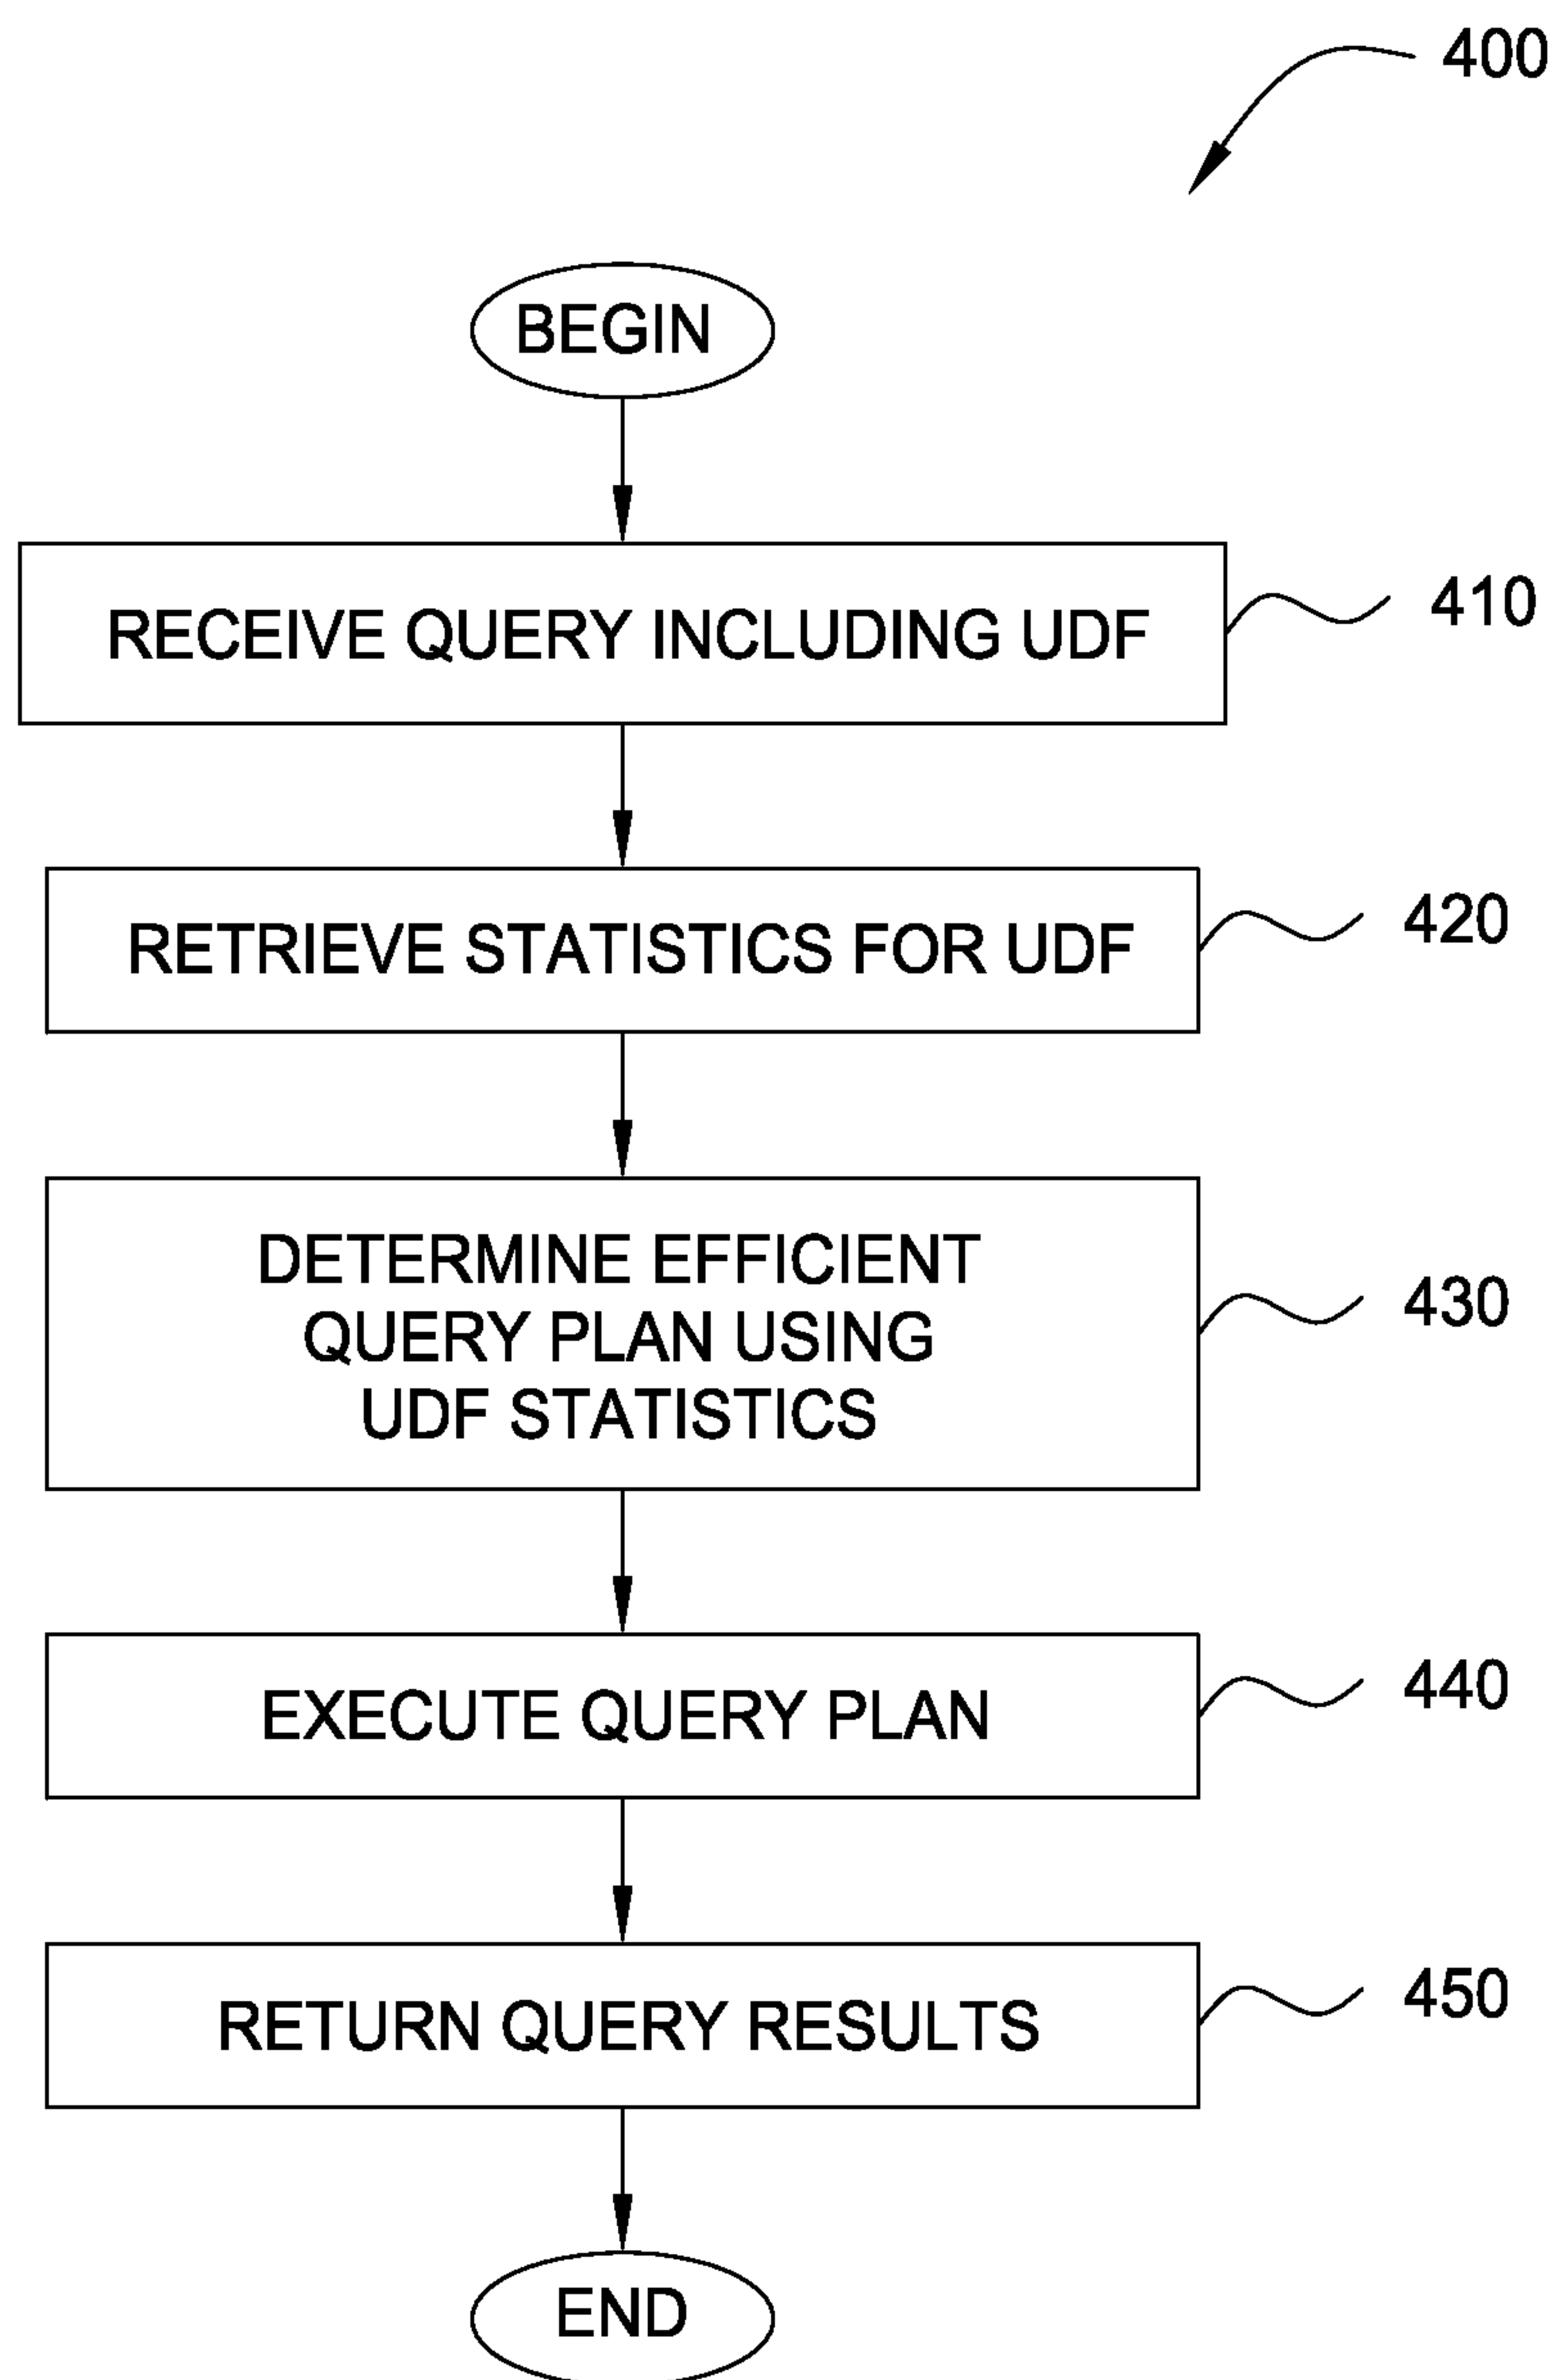 400
BEGIN
RECEIVE QUERY INCLUDING UDF
410
RETRIEVE STATISTICS FOR UDF
420
DETERMINE EFFICIENT
QUERY PLAN USING
UDF STATISTICS
430
EXECUTE QUERY PLAN
440
RETURN QUERY RESULTS
450
END